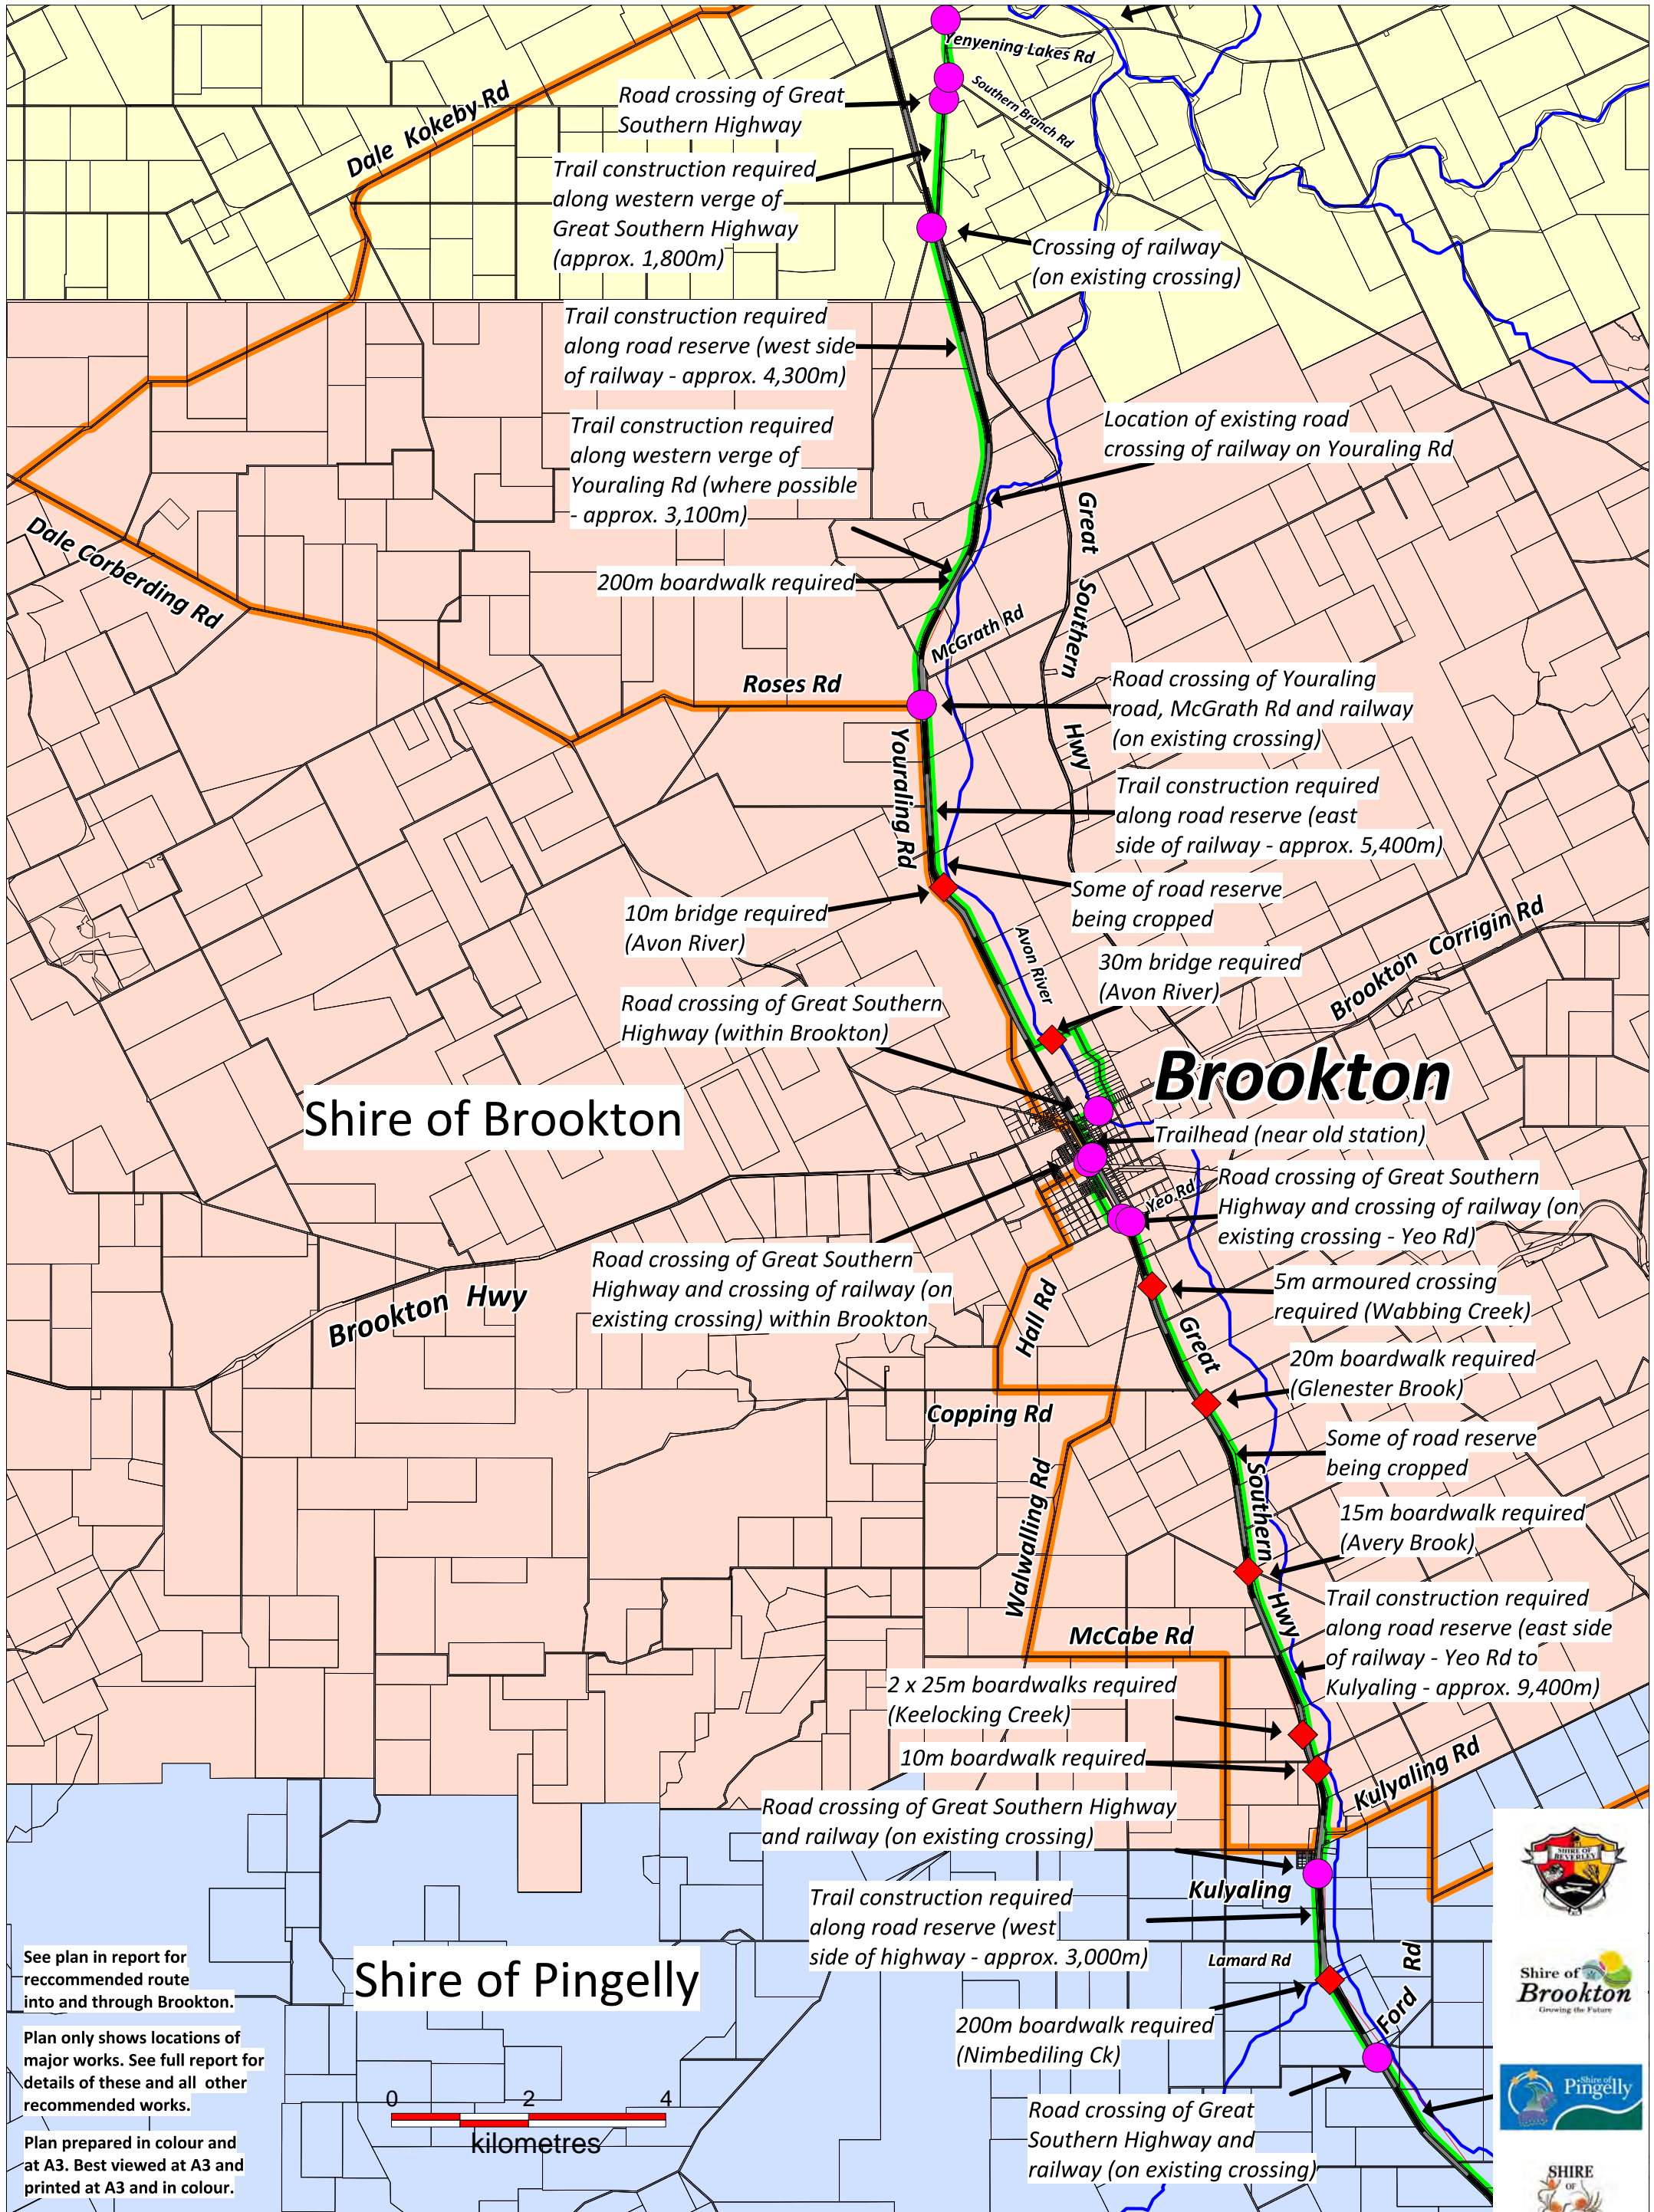 Yenyening Lakes Rd
Southern Branch Rd
Dale Kokeby Rd
Road crossing of Great
Southern Highway
Trail construction required
along western verge of
Great Southern Highway
(approx. 1,800m)
Crossing of railway
(on existing crossing)
Trail construction required
along road reserve (west side
of railway - approx. 4,300m)
Location of existing road
crossing of railway on Youraling Rd
Trail construction required
along western verge of
Youraling Rd (where possible
- approx. 3,100m)
Great Southern Hwy
Dale Corberding Rd
200m boardwalk required
McGrath Rd
Roses Rd
Road crossing of Youraling
road, McGrath Rd and railway
(on existing crossing)
Youraling Rd
Trail construction required
along road reserve (east
side of railway - approx. 5,400m)
Some of road reserve
being cropped
10m bridge required
(Avon River)
Avon River
30m bridge required
(Avon River)
Brookton Corrigin Rd
Road crossing of Great Southern
Highway (within Brookton)
Brookton
Shire of Brookton
Trailhead (near old station)
Yeo Rd
Road crossing of Great Southern
Highway and crossing of railway (on
existing crossing - Yeo Rd)
Road crossing of Great Southern
Highway and crossing of railway (on
existing crossing) within Brookton
Brookton Hwy
Hall Rd
5m armoured crossing
required (Wabbing Creek)
Great Southern Hwy
20m boardwalk required
(Glenester Brook)
Copping Rd
Some of road reserve
being cropped
Walwalling Rd
15m boardwalk required
(Avery Brook)
Trail construction required
along road reserve (east side
of railway - Yeo Rd to
Kulyaling - approx. 9,400m)
McCabe Rd
2 x 25m boardwalks required
(Keelocking Creek)
10m boardwalk required
Kulyaling Rd
Road crossing of Great Southern Highway
and railway (on existing crossing)
Kulyaling
Trail construction required
along road reserve (west
side of highway - approx. 3,000m)
Lamard Rd
Ford Rd
200m boardwalk required
(Nimbediling Ck)
Road crossing of Great
Southern Highway and
railway (on existing crossing)
Shire of Pingelly
See plan in report for
reccommended route
into and through Brookton.
Plan only shows locations of
major works. See full report for
details of these and all other
recommended works.
Plan prepared in colour and
at A3. Best viewed at A3 and
printed at A3 and in colour.
0 2 4
kilometres
SHIRE OF
BEVERLEY
Shire of
Brookton
Growing the Future
Shire of
Pingelly
SHIRE
OF